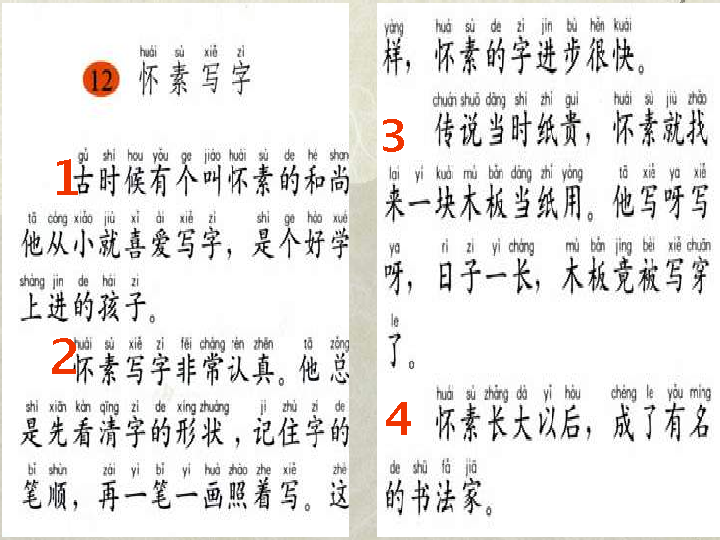 huái sù xiě zì
12 怀素写字
gǔ shí hou yǒu ge jiào huái sù de hé shang
1 古时候有个叫怀素的和尚
tā cóng xiǎo jiù xǐ ài xiě zì shì ge hào xué
他从小就喜爱写字，是个好学
shàng jìn de hái zi
上进的孩子。
huái sù xiě zì fēi cháng rèn zhēn tā zǒng
2 怀素写字非常认真。他总
shì xiān kàn qīng zì de xíng zhuàng jì zhù zì de
是先看清字的形状，记住字的
bǐ shùn zài yì bǐ yí huà zhào zhe xiě zhè
笔顺，再一笔一画照着写。这
yàng huái sù de zì jìn bù hěn kuài
样，怀素的字进步很快。
chuán shuō dāng shí zhǐ guì huái sù jiù zhǎo
3 传说当时纸贵，怀素就找
lai yí kuài mù bǎn dāng zhǐ yòng tā xiě ya xiě
来一块木板当纸用。他写呀写
ya rì zi yì cháng mù bǎn jìng bèi xiě chuān
呀，日子一长，木板竟被写穿
le
了。
huái sù zhǎng dà yǐ hòu chéng le yǒu míng
4 怀素长大以后，成了有名
de shū fǎ jiā
的书法家。